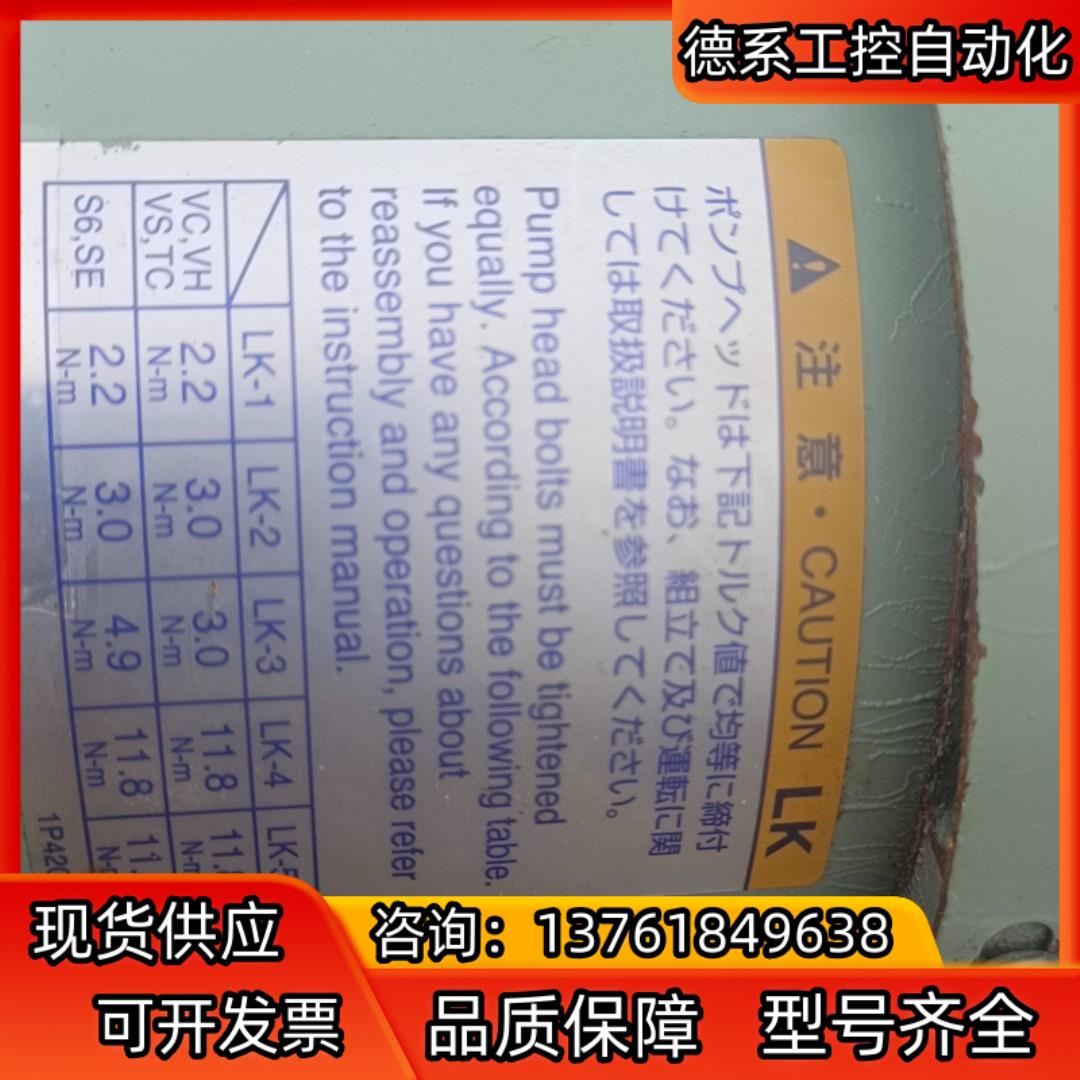 德系工控自动化
注意・CAUTION LK
ポンプヘッドは下記トルク値で均等に締付
けてください。なお、組立て及び運転に関
しては取扱説明書を参照してください。
Pump head bolts must be tightened
equally. According to the following table.
If you have any questions about
reassembly and operation, please refer
to the instruction manual.
LK-1 LK-2 LK-3 LK-4
VC,VH 2.2 3.0 3.0 11.8
VS,TC N-m N-m N-m N-m
S6,SE 2.2 3.0 4.9 11.8
N-m N-m N-m N-m
现货供应
咨询：13761849638
可开发票 品质保障 型号齐全